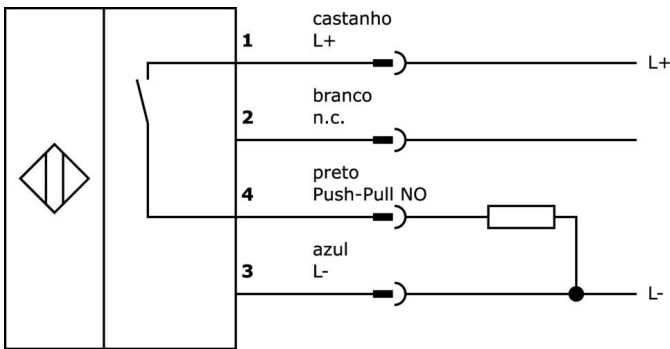 castanho
1 L+ L+
branco
2 n.c.
preto
4 Push-Pull NO
azul
3 L- L-